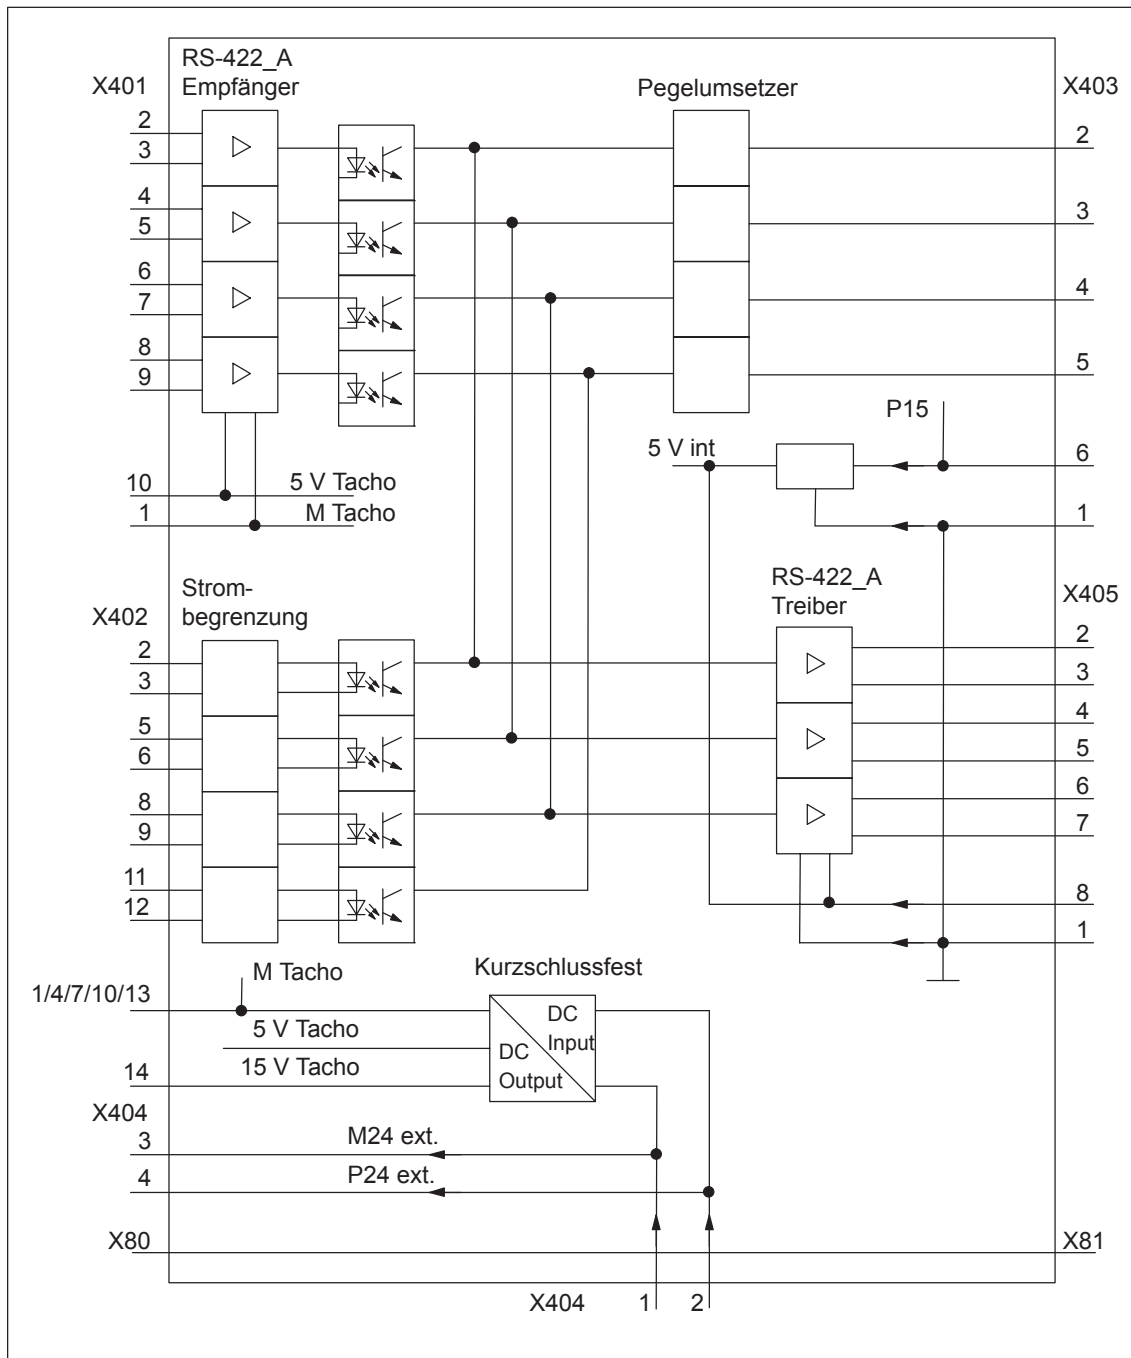 RS-422_A
Empfänger
X401
Pegelumsetzer
X403
2
3
4
5
6
7
8
9
2
3
4
5
P15
5 V int
6
10
5 V Tacho
1
M Tacho
1
Strom-
begrenzung
X402
RS-422_A
Treiber
X405
2
3
5
6
8
9
11
12
2
3
4
5
6
7
8
1
M Tacho
Kurzschlussfest
1/4/7/10/13
5 V Tacho
15 V Tacho
14
DC
Input
DC
Output
X404
3
M24 ext.
4
P24 ext.
X80
X81
X404
1
2